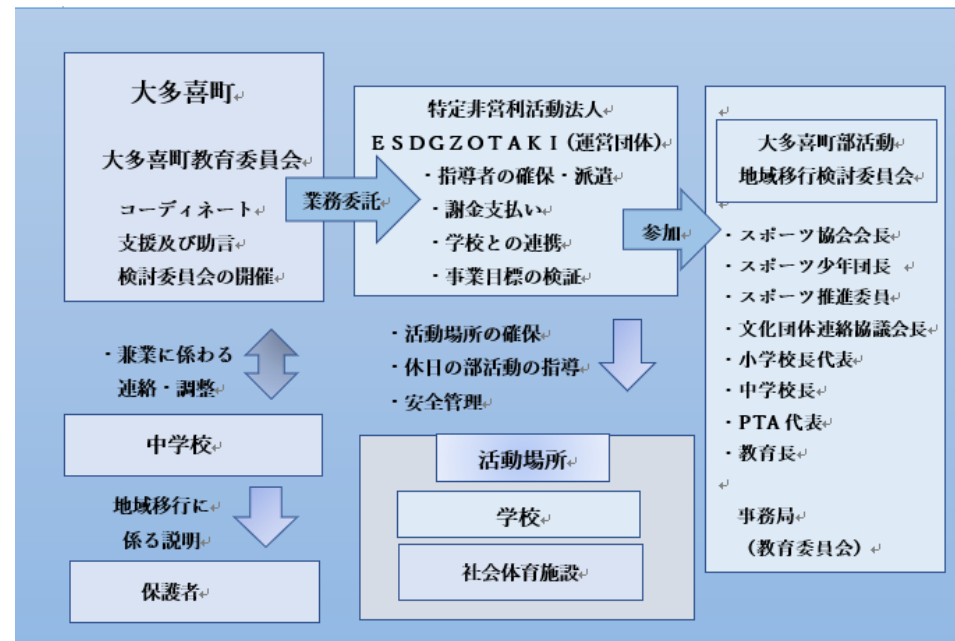 大多喜町
大多喜町教育委員会
コーディネート
支援及び助言
検討委員会の開催
業務委託
特定非営利活動法人
ＥＳＤＧＺＯＴＡＫＩ（運営団体）
・指導者の確保・派遣
・謝金支払い
・学校との連携
・事業目標の検証
参加
大多喜町部活動
地域移行検討委員会
・スポーツ協会会長
・スポーツ少年団長
・スポーツ推進委員
・文化団体連絡協議会長
・小学校長代表
・中学校長
・PTA 代表
・教育長
事務局
（教育委員会）
・兼業に係わる
連絡・調整
・活動場所の確保
・休日の部活動の指導
・安全管理
中学校
地域移行に
係る説明
保護者
活動場所
学校
社会体育施設